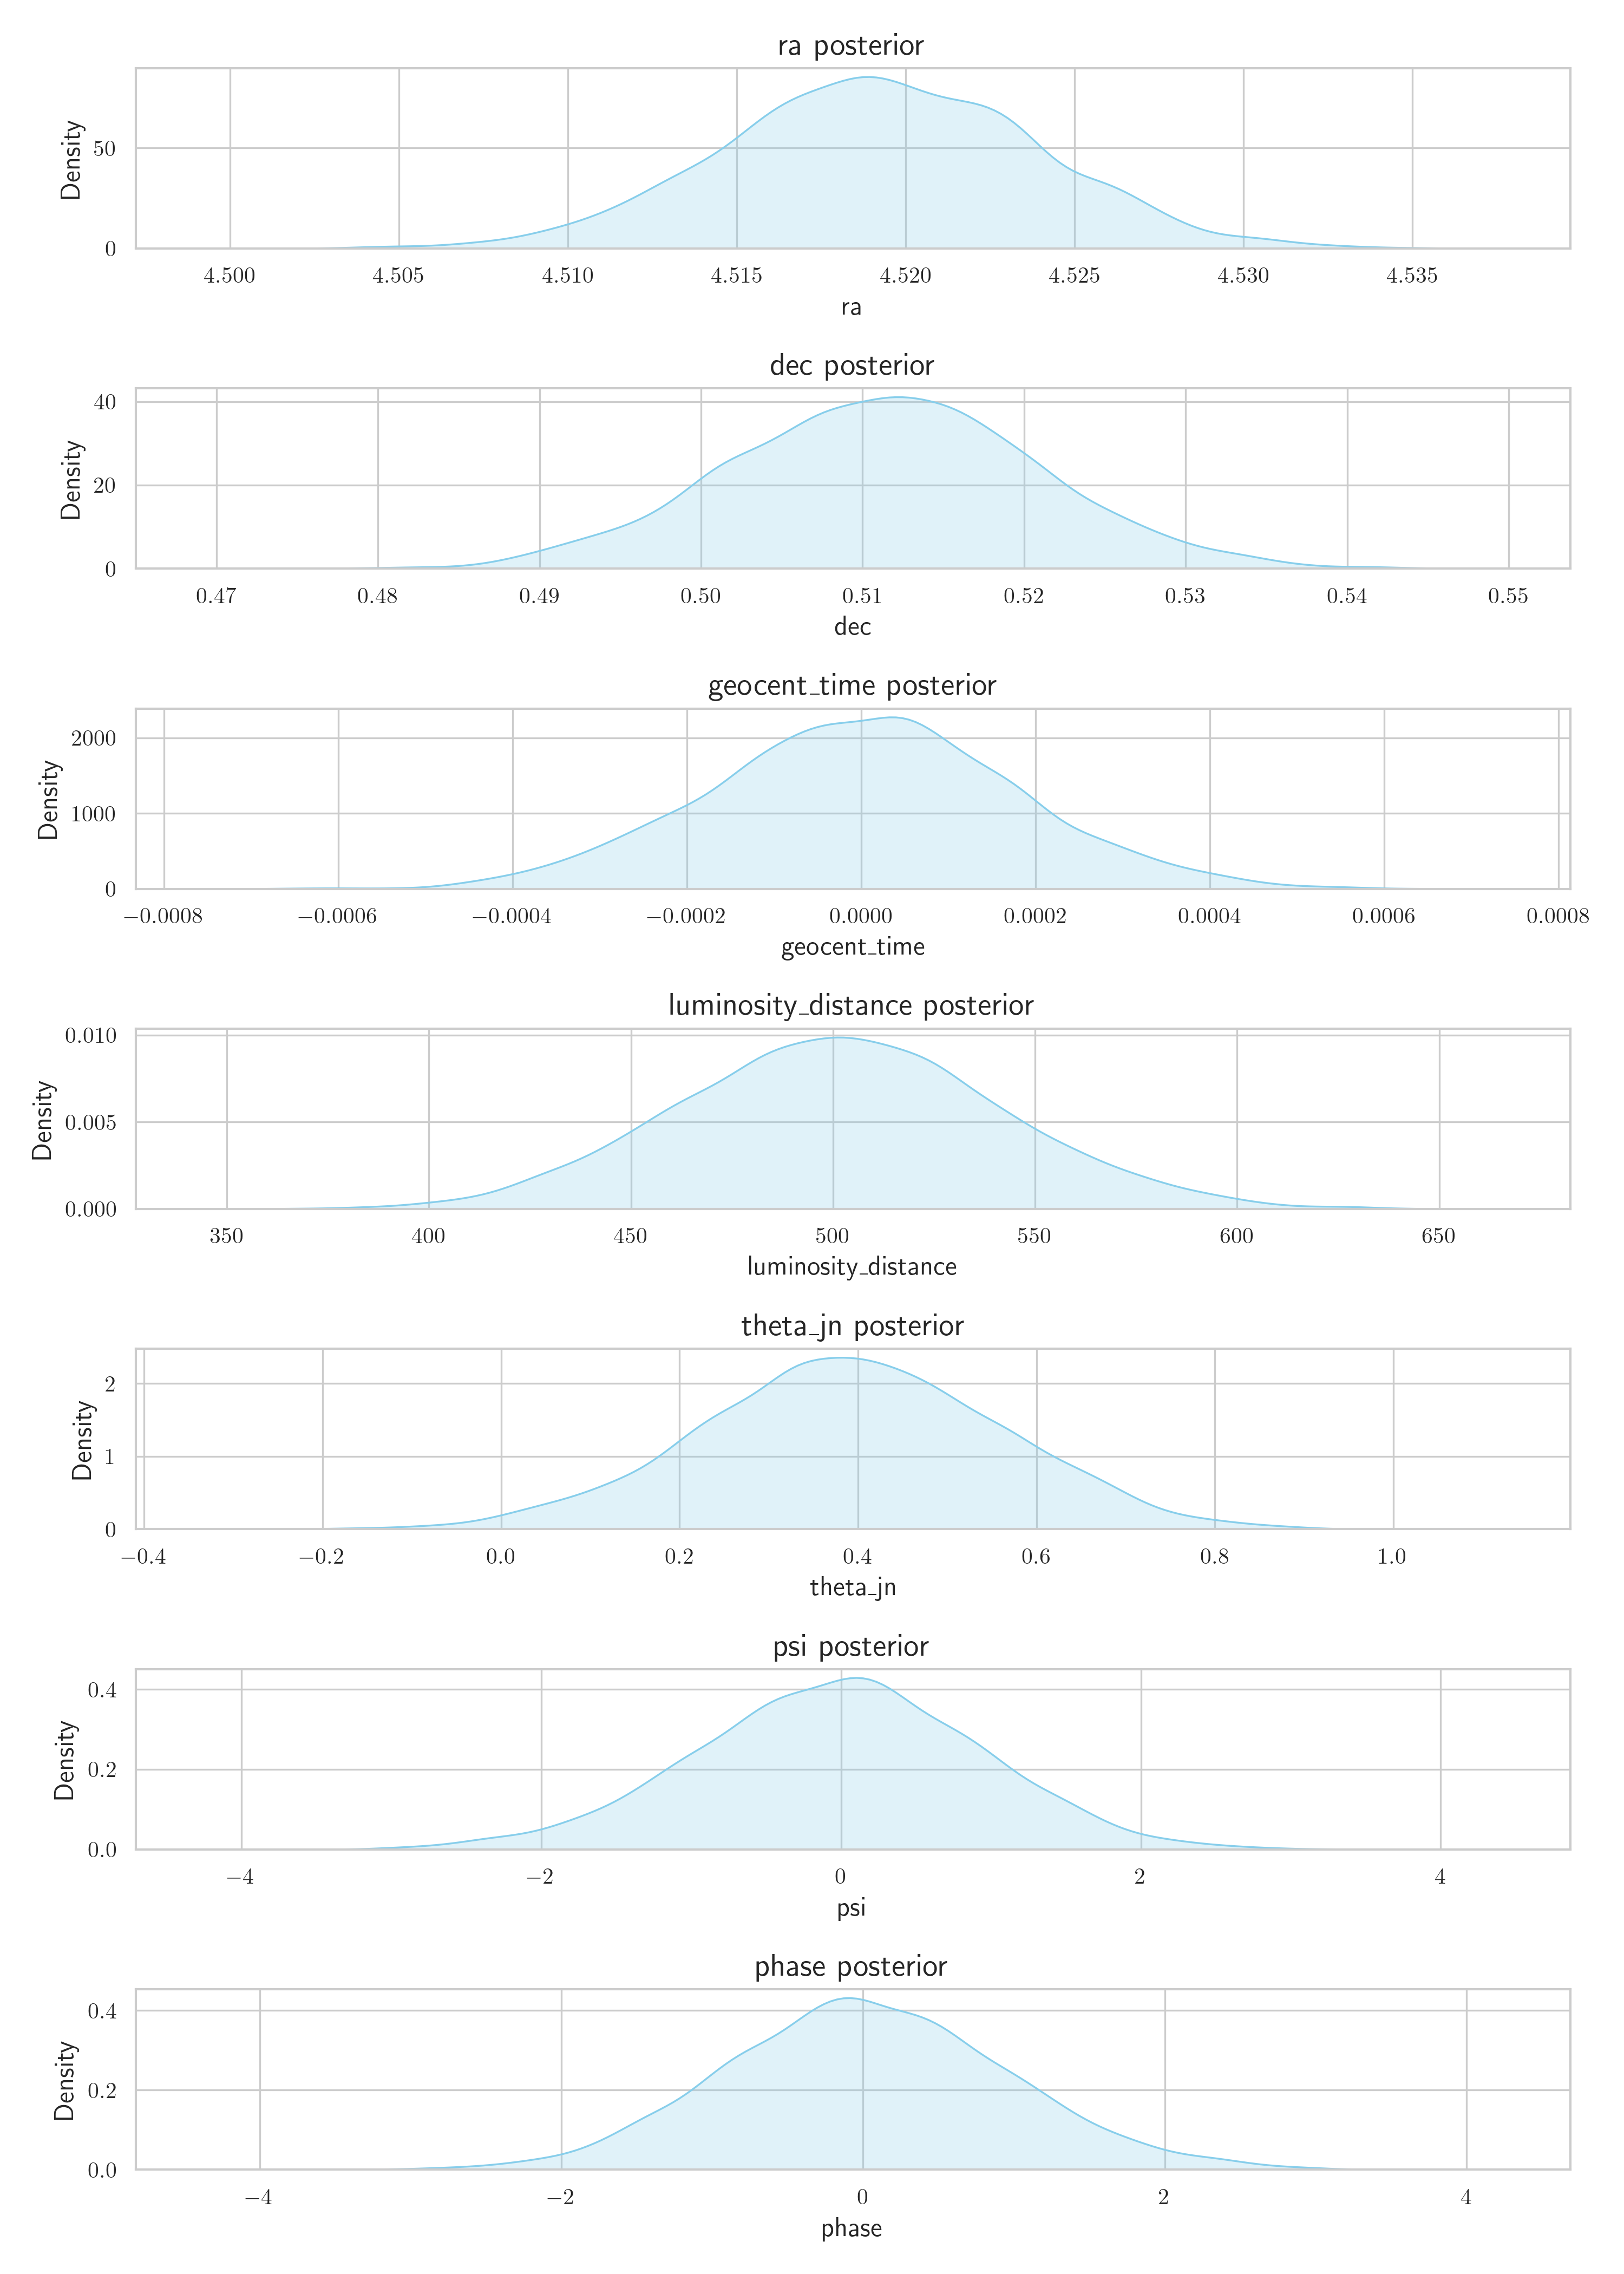 ra posterior
Density
50
0
4.500 4.505 4.510 4.515 4.520 4.525 4.530 4.535
ra
dec posterior
Density
40
20
0
0.47 0.48 0.49 0.50 0.51 0.52 0.53 0.54 0.55
dec
geocent_time posterior
Density
2000
1000
0
−0.0008 −0.0006 −0.0004 −0.0002 0.0000 0.0002 0.0004 0.0006 0.0008
geocent_time
luminosity_distance posterior
Density
0.010
0.005
0.000
350 400 450 500 550 600 650
luminosity_distance
theta_jn posterior
Density
2
1
0
−0.4 −0.2 0.0 0.2 0.4 0.6 0.8 1.0
theta_jn
psi posterior
Density
0.4
0.2
0.0
−4 −2 0 2 4
psi
phase posterior
Density
0.4
0.2
0.0
−4 −2 0 2 4
phase